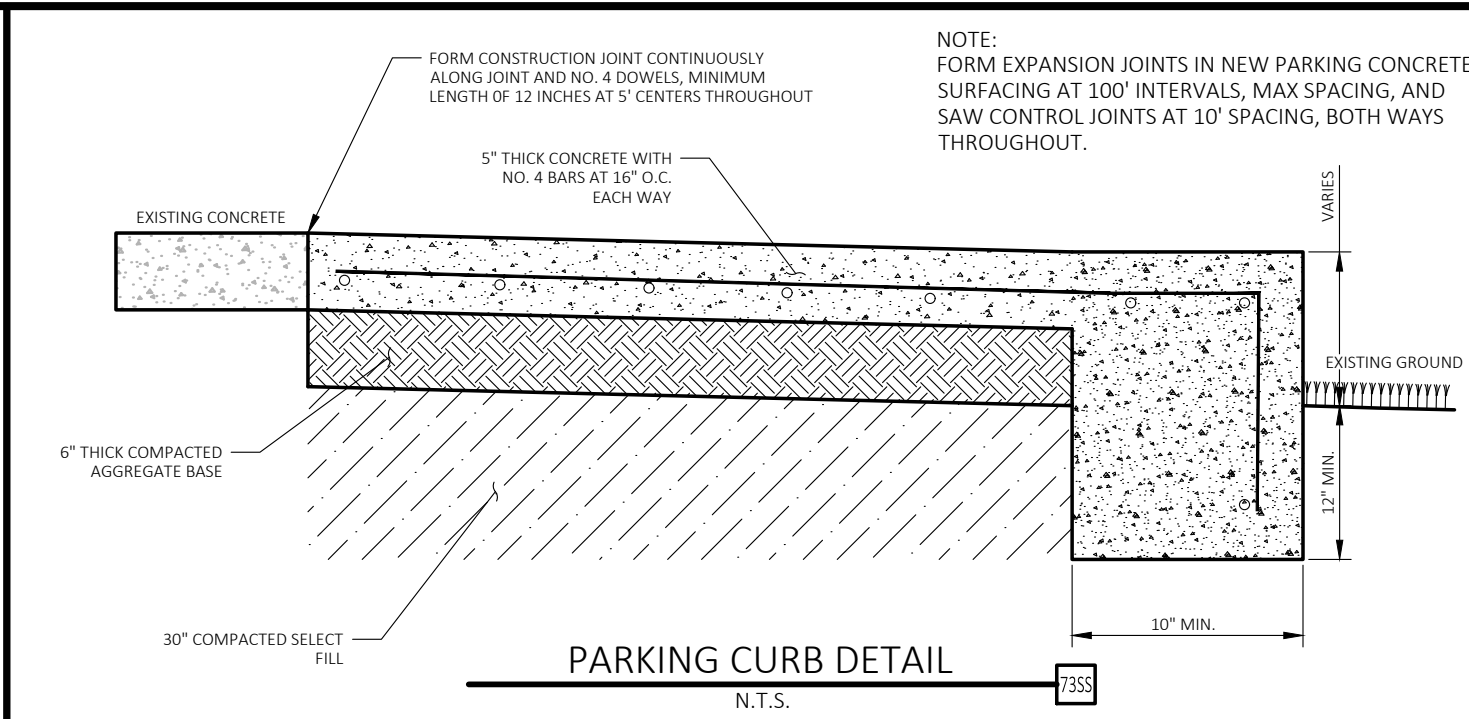 NOTE:
FORM EXPANSION JOINTS IN NEW PARKING CONCRETE
SURFACING AT 100' INTERVALS, MAX SPACING, AND
SAW CONTROL JOINTS AT 10' SPACING, BOTH WAYS
THROUGHOUT.
FORM CONSTRUCTION JOINT CONTINUOUSLY
ALONG JOINT AND NO. 4 DOWELS, MINIMUM
LENGTH OF 12 INCHES AT 5' CENTERS THROUGHOUT
5" THICK CONCRETE WITH
NO. 4 BARS AT 16" O.C.
EACH WAY
EXISTING CONCRETE
VARIES
EXISTING GROUND
6" THICK COMPACTED
AGGREGATE BASE
12" MIN.
30" COMPACTED SELECT
FILL
10" MIN.
PARKING CURB DETAIL
73SS
N.T.S.